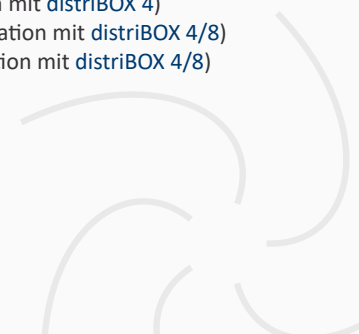 mit distriBOX 4)
ation mit distriBOX 4/8)
ion mit distriBOX 4/8)